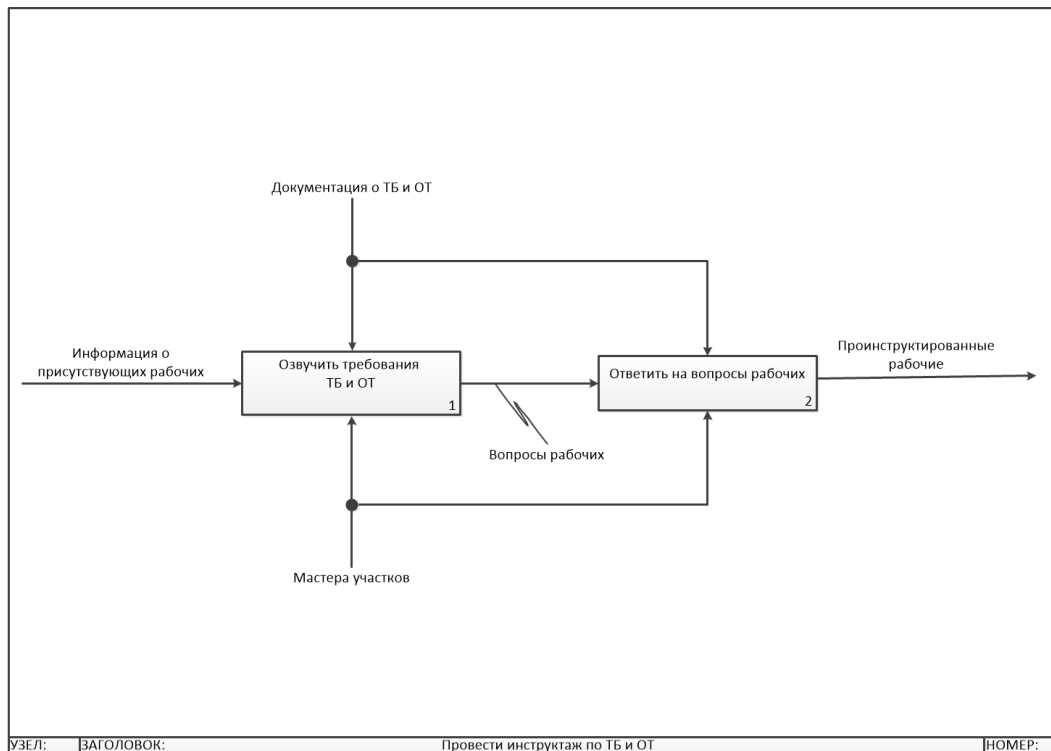 Документация о ТБ и ОТ
Информация о
присутствующих рабочих
Озвучить требования
ТБ и ОТ
1
Вопросы рабочих
Ответить на вопросы рабочих
2
Проинструктированные
рабочие
Мастера участков
УЗЕЛ:
ЗАГОЛОВОК:
Провести инструктаж по ТБ и ОТ
НОМЕР: